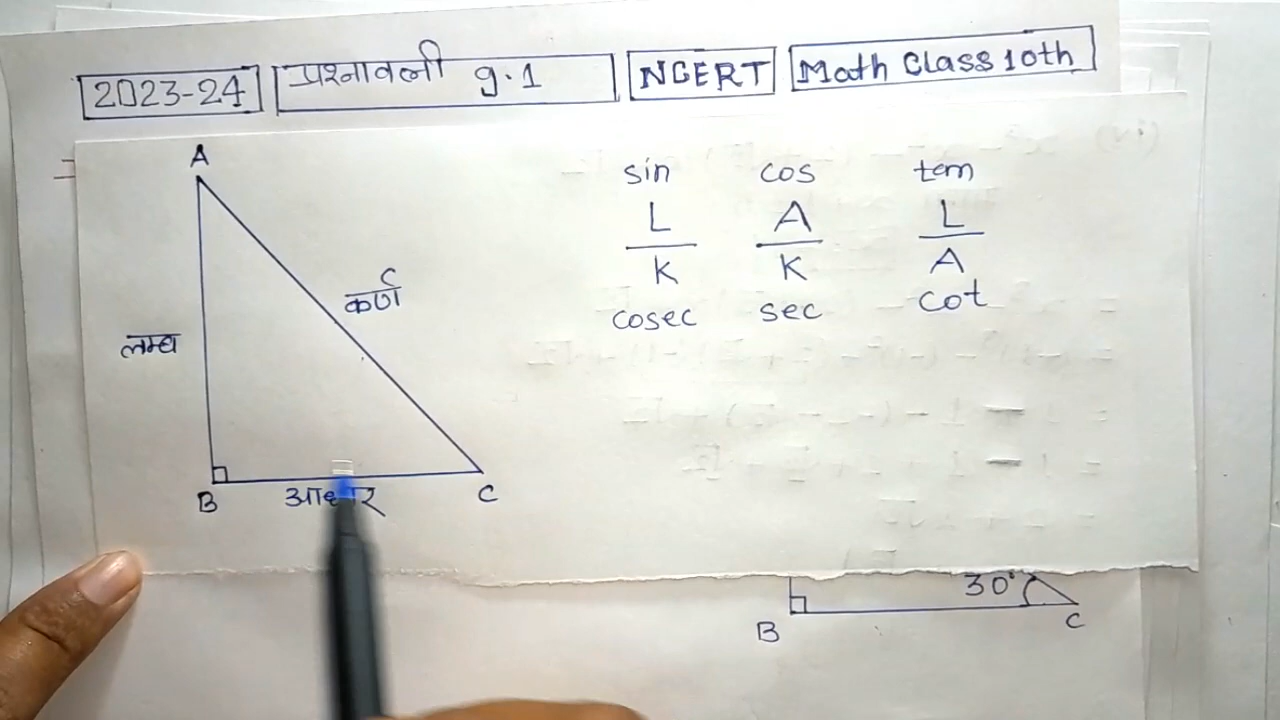 2023-24 प्रश्नावली 9.1 NCERT Math Class 10th
A
sin cos tan
L A L
K K A
cosec sec cot
कर्ण
लम्ब
B आधार C
30°
B C